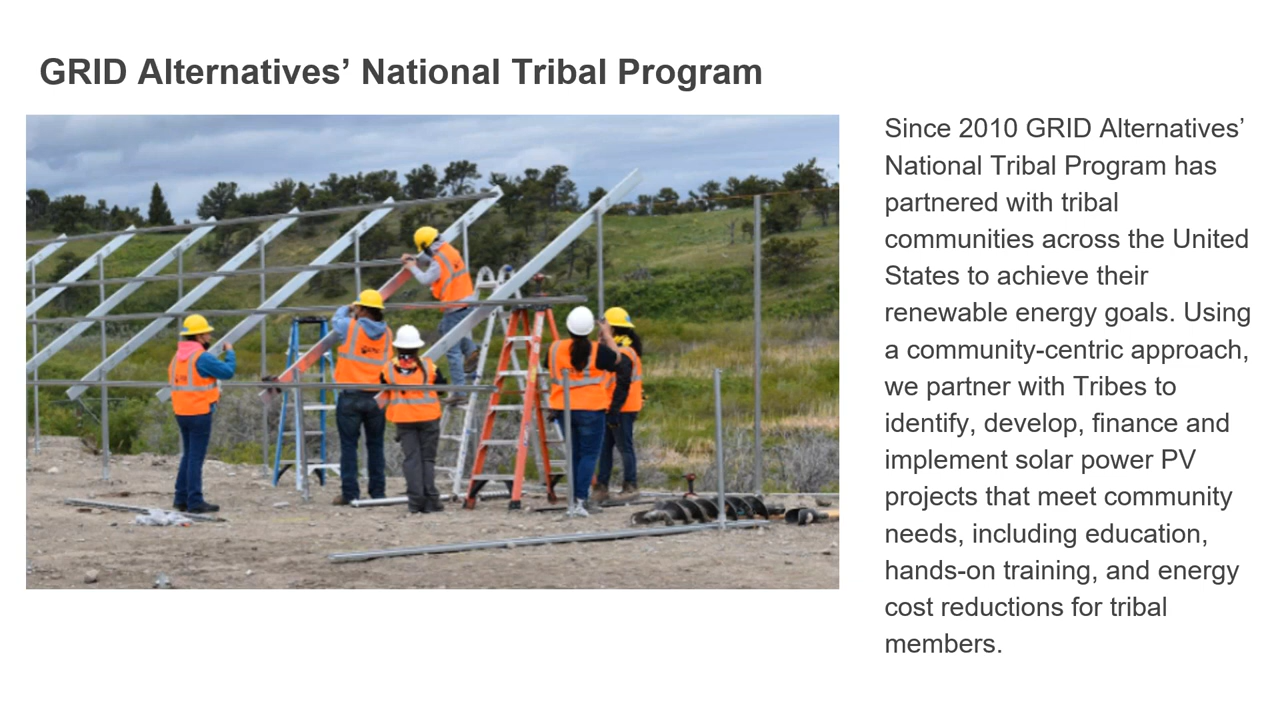 GRID Alternatives’ National Tribal Program
Since 2010 GRID Alternatives’
National Tribal Program has
partnered with tribal
communities across the United
States to achieve their
renewable energy goals. Using
a community-centric approach,
we partner with Tribes to
identify, develop, finance and
implement solar power PV
projects that meet community
needs, including education,
hands-on training, and energy
cost reductions for tribal
members.